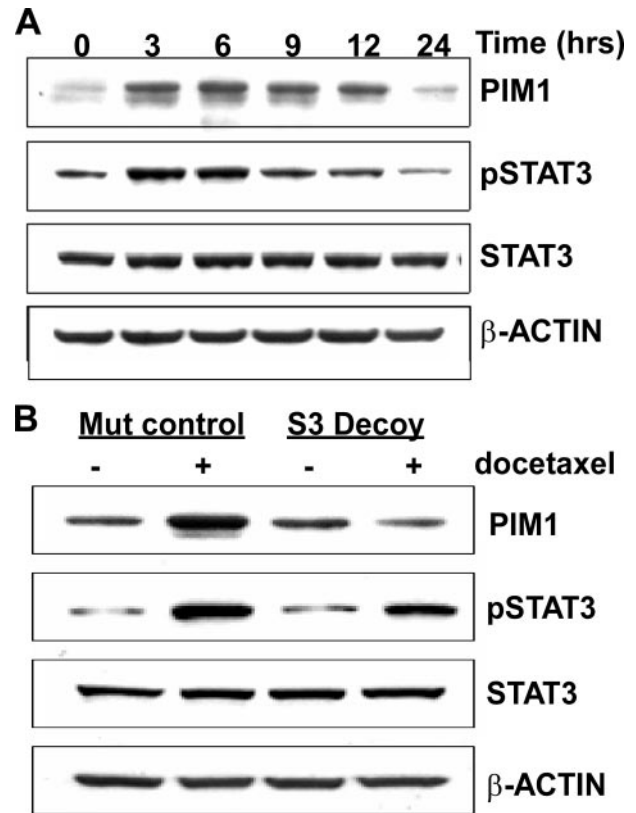 A
0 3 6 9 12 24 Time (hrs)
PIM1
pSTAT3
STAT3
β-ACTIN
B
Mut control S3 Decoy
- + - + docetaxel
PIM1
pSTAT3
STAT3
β-ACTIN